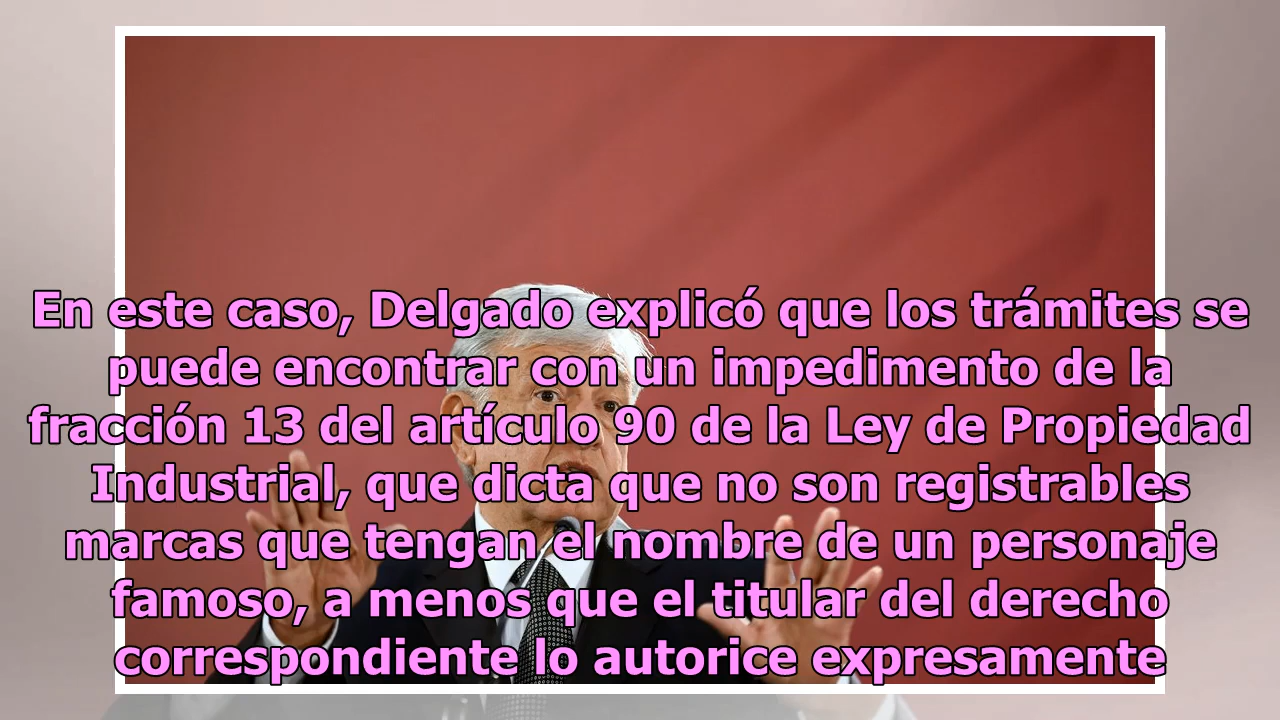 En este caso, Delgado explicó que los trámites se
puede encontrar con un impedimento de la
fracción 13 del artículo 90 de la Ley de Propiedad
Industrial, que dicta que no son registrables
marcas que tengan el nombre de un personaje
famoso, a menos que el titular del derecho
correspondiente lo autorice expresamente